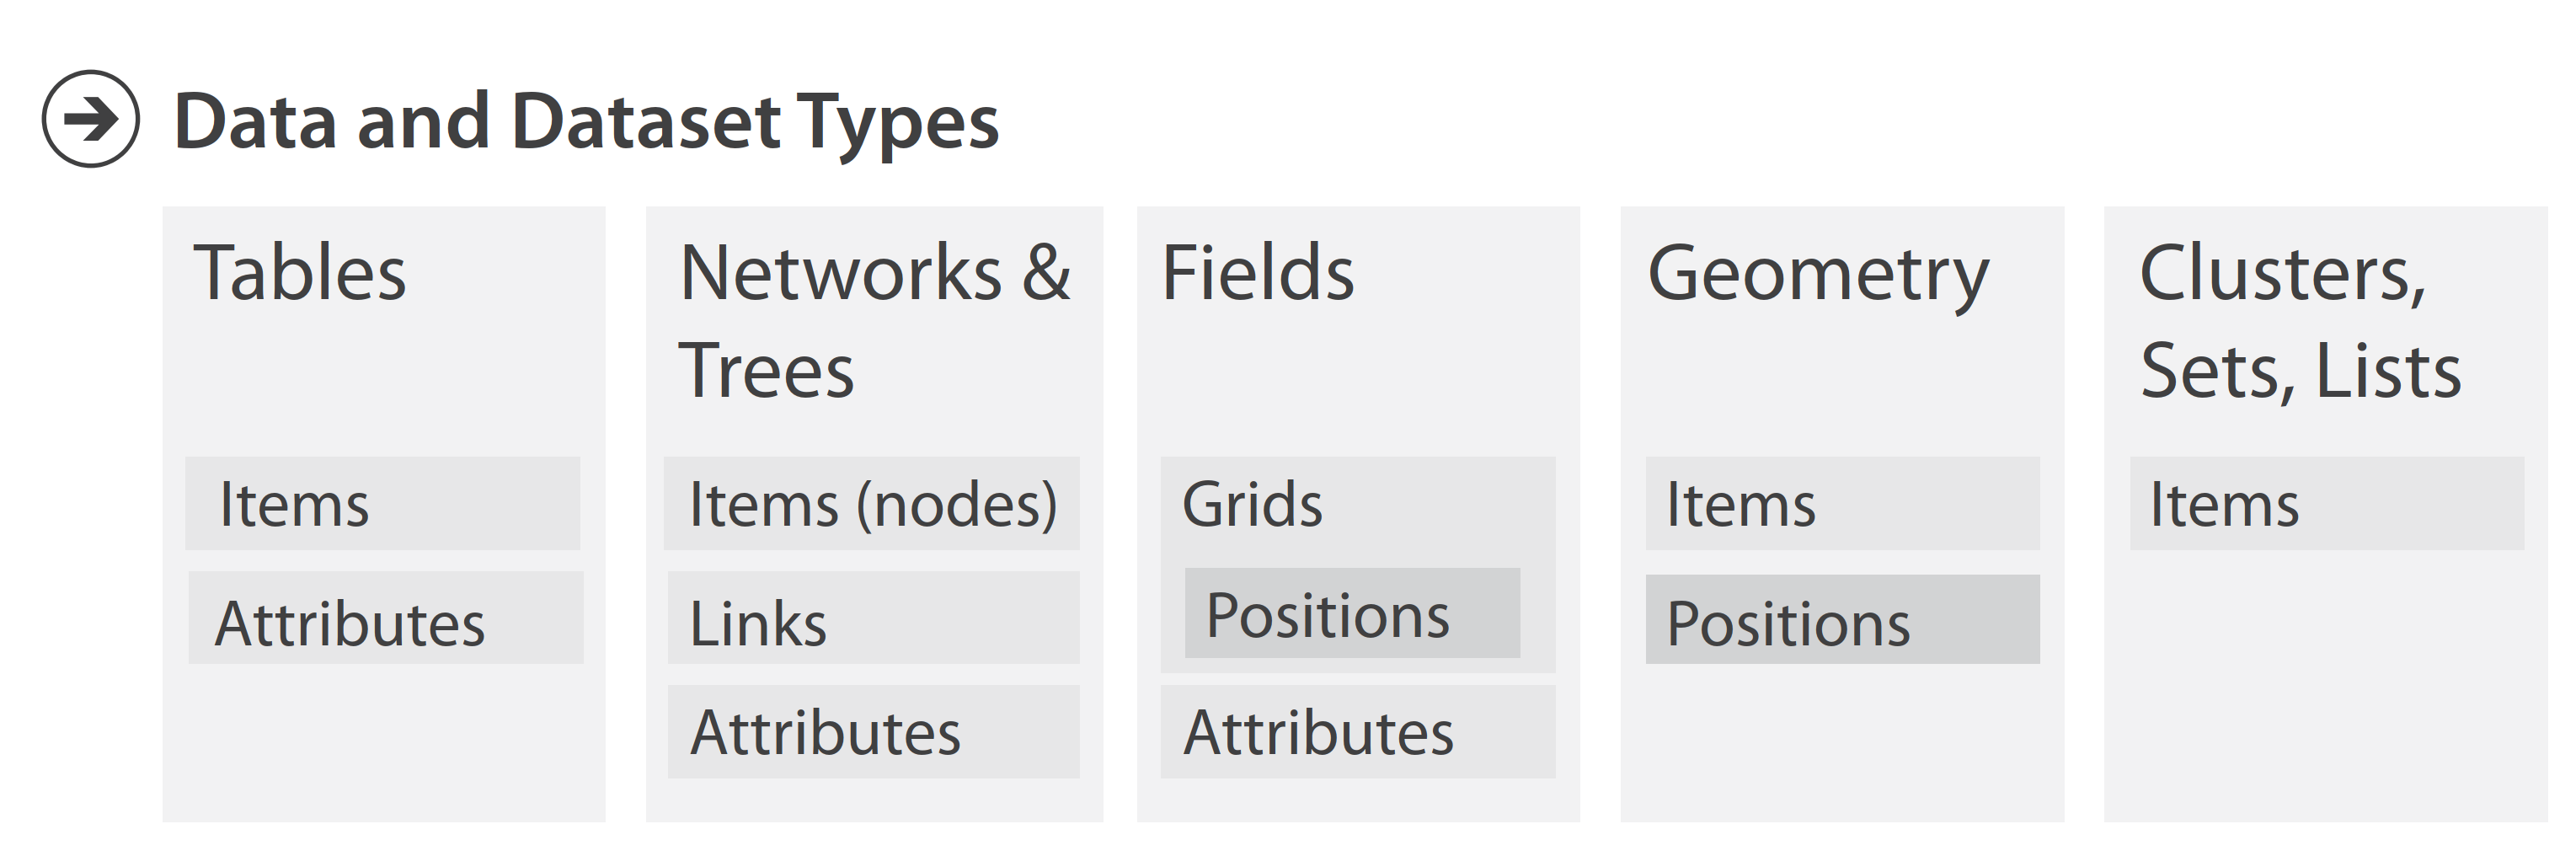 Data and Dataset Types
Tables
Items
Attributes
Networks &
Trees
Items (nodes)
Links
Attributes
Fields
Grids
Positions
Attributes
Geometry
Items
Positions
Clusters,
Sets, Lists
Items